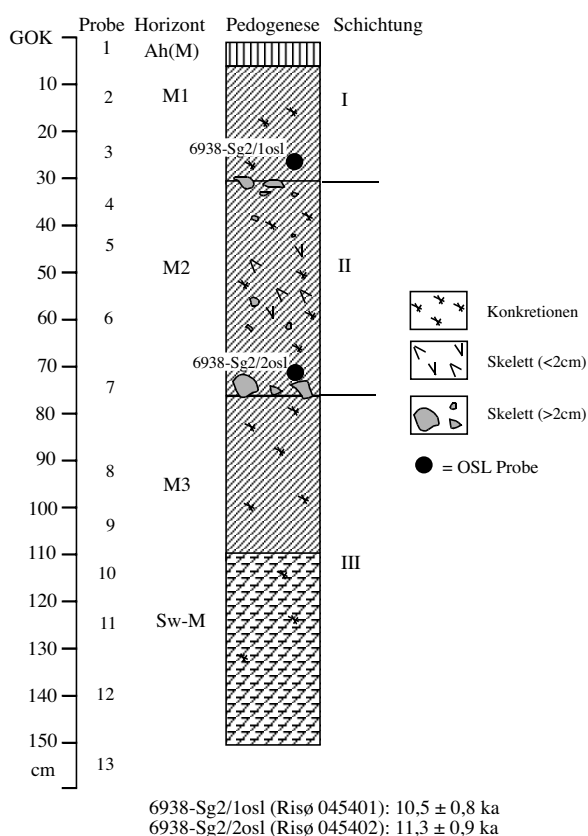 Probe Horizont Pedogenese Schichtung
GOK
1 Ah(M)
10
2 M1 I
20
3 6938-Sg2/1osl
30
4
40
5
50 M2 II
60 6
Konkretionen
70 6938-Sg2/2osl Skelett (<2cm)
7
80 Skelett (>2cm)
90
8 = OSL Probe
M3
100
9
110 III
10
120
11 Sw-M
130
140 12
150
cm 13
6938-Sg2/1osl (Risø 045401): 10,5 ± 0,8 ka
6938-Sg2/2osl (Risø 045402): 11,3 ± 0,9 ka